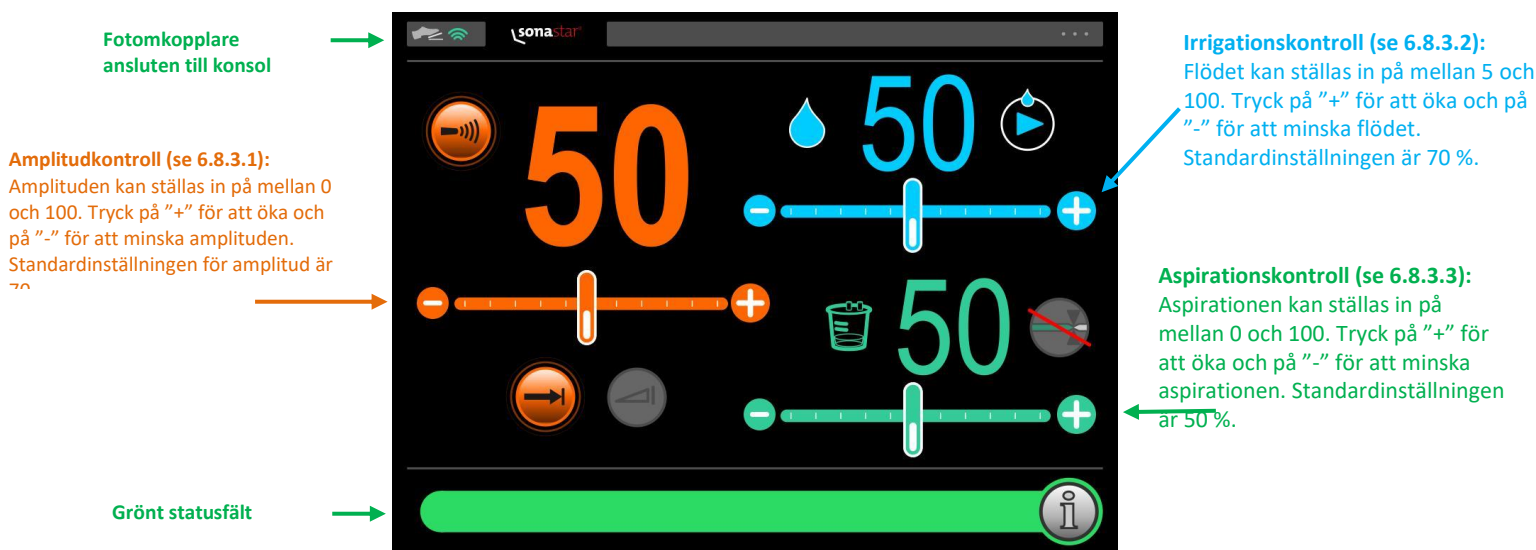 Fotomkopplare
ansluten till konsol
sonastar
...
50
50
50
Irrigationskontroll (se 6.8.3.2):
Flödet kan ställas in på mellan 5 och
100. Tryck på ”+” för att öka och på
”-” för att minska flödet.
Standardinställningen är 70 %.
Amplitudkontroll (se 6.8.3.1):
Amplituden kan ställas in på mellan 0
och 100. Tryck på ”+” för att öka och
på ”-” för att minska amplituden.
Standardinställningen för amplitud är
70
Aspirationskontroll (se 6.8.3.3):
Aspirationen kan ställas in på
mellan 0 och 100. Tryck på ”+” för
att öka och på ”-” för att minska
aspirationen. Standardinställningen
är 50 %.
Grönt statusfält
i